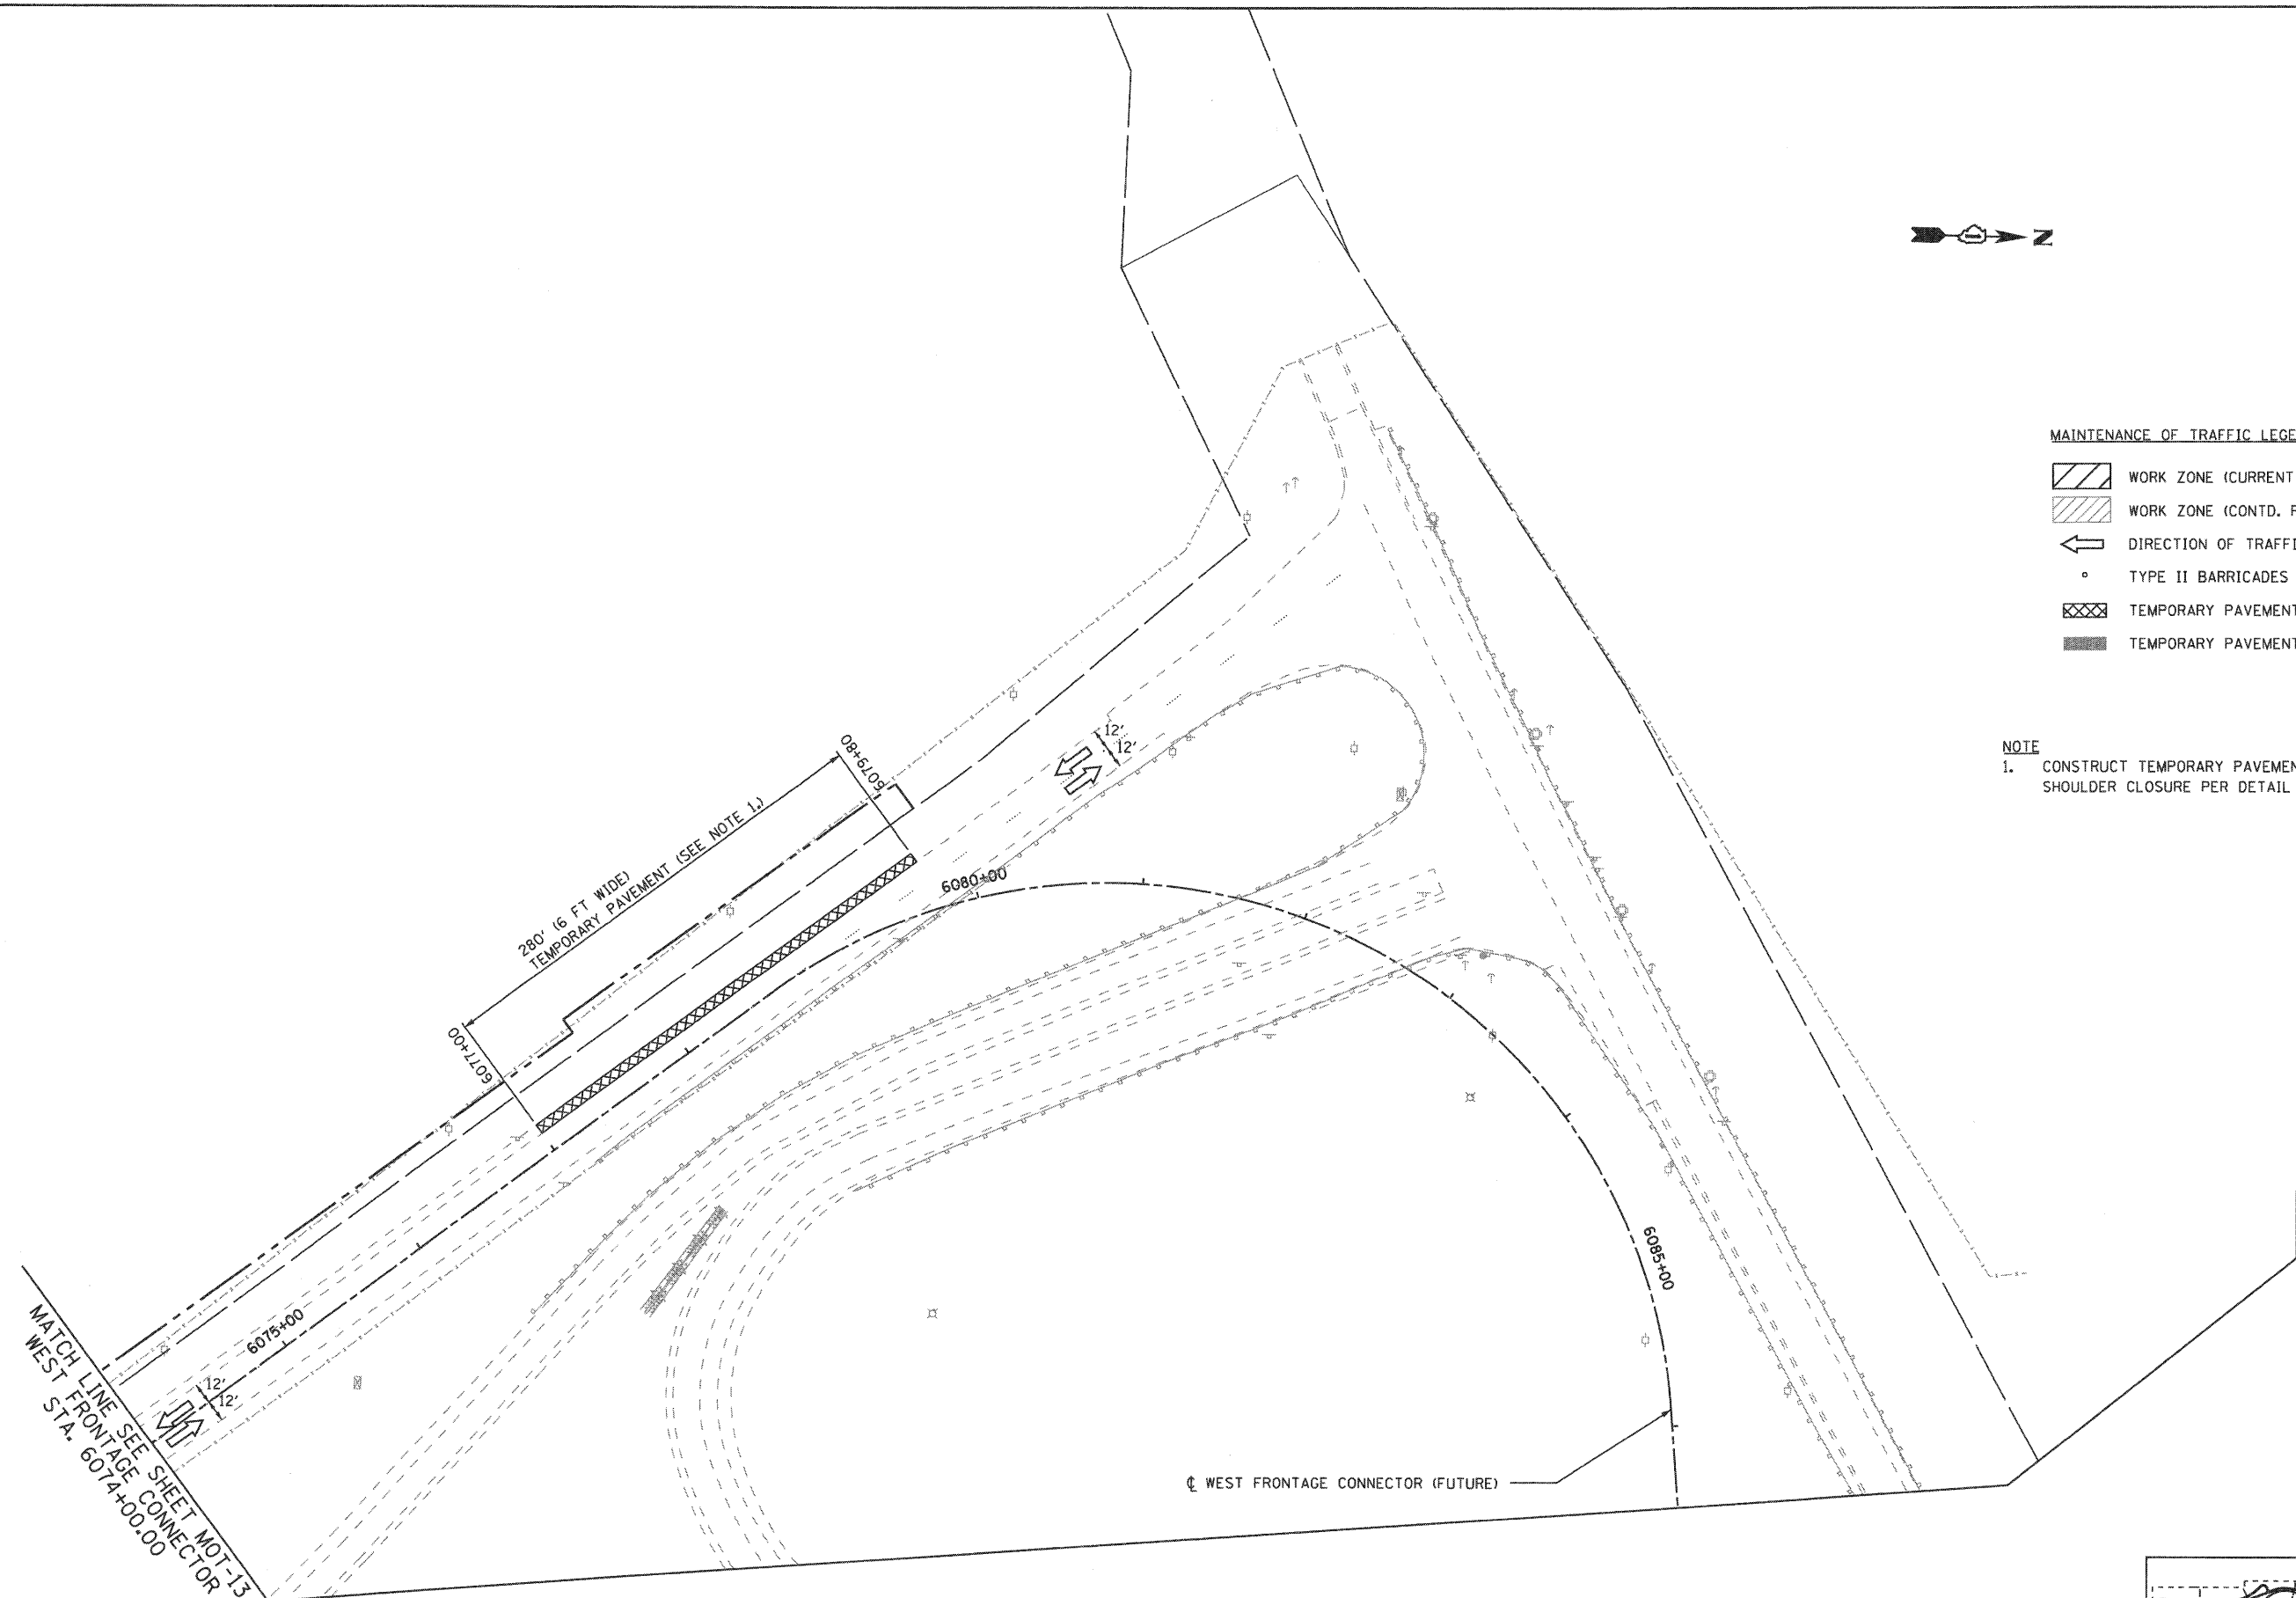 N
MAINTENANCE OF TRAFFIC LEGE
WORK ZONE (CURRENT
WORK ZONE (CONTD.
DIRECTION OF TRAFFI
TYPE II BARRICADES
TEMPORARY PAVEMENT
TEMPORARY PAVEMENT
NOTE
1. CONSTRUCT TEMPORARY PAVEMEN
SHOULDER CLOSURE PER DETAIL
12'
12'
6079+80
280' (6 FT WIDE)
TEMPORARY PAVEMENT (SEE NOTE 1.)
6077+00
6080+00
6085+00
6075+00
12'
12'
MATCH LINE SEE SHEET MOT-13
WEST FRONTAGE CONNECTOR
STA. 6074+00.00
℄ WEST FRONTAGE CONNECTOR (FUTURE)